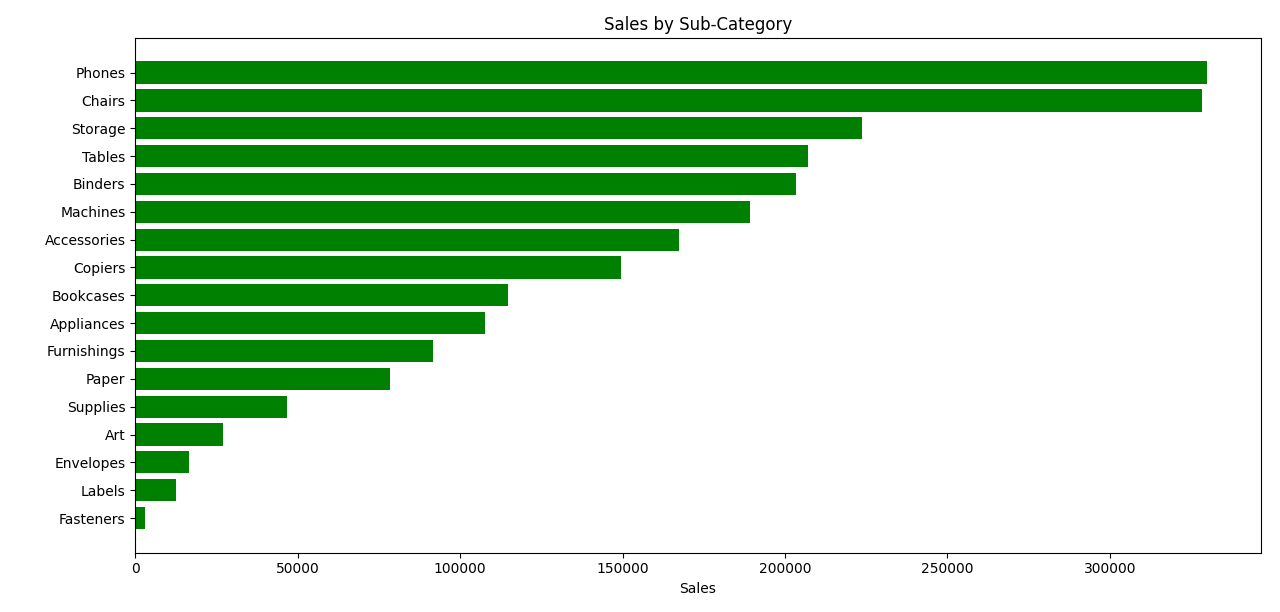 Sales by Sub-Category
Phones
Chairs
Storage
Tables
Binders
Machines
Accessories
Copiers
Bookcases
Appliances
Furnishings
Paper
Supplies
Art
Envelopes
Labels
Fasteners
0 50000 100000 150000 200000 250000 300000
Sales